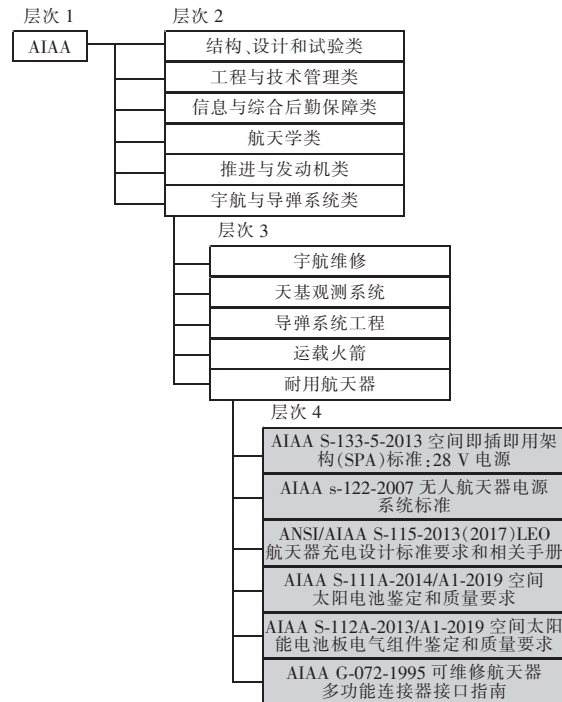 层次 1
层次 2
AIAA
结构、设计和试验类
工程与技术管理类
信息与综合后勤保障类
航天学类
推进与发动机类
宇航与导弹系统类
层次 3
宇航维修
天基观测系统
导弹系统工程
运载火箭
耐用航天器
层次 4
AIAA S-133-5-2013 空间即插即用架
构(SPA)标准:28 V 电源
AIAA s-122-2007 无人航天器电源
系统标准
ANSI/AIAA S-115-2013(2017)LEO
航天器充电设计标准要求和相关手册
AIAA S-111A-2014/A1-2019 空间
太阳电池鉴定和质量要求
AIAA S-112A-2013/A1-2019 空间太阳
能电池板电气组件鉴定和质量要求
AIAA G-072-1995 可维修航天器
多功能连接器接口指南